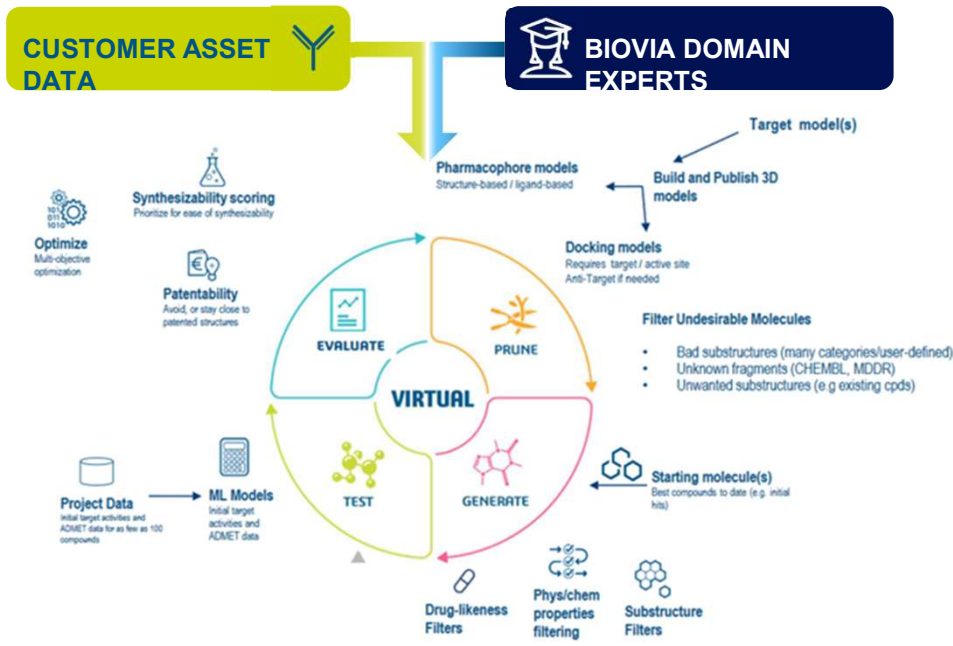 CUSTOMER ASSET
DATA
BIOVIA DOMAIN
EXPERTS
Target model(s)
Pharmacophore models
Structure-based / ligand-based
Build and Publish 3D
models
Synthesizability scoring
Prioritize for ease of synthesizability
101
011
1010
Optimize
Multi-objective
optimization
Docking models
Requires target / active site
Anti-Target if needed
Patentability
Avoid, or stay close to
patented structures
Filter Undesirable Molecules
• Bad substructures (many categories/user-defined)
• Unknown fragments (CHEMBL, MDDR)
• Unwanted substructures (e.g existing cpds)
EVALUATE
PRUNE
VIRTUAL
TEST
GENERATE
Starting molecule(s)
Best compounds to date (e.g. initial
hits)
Project Data
Initial target activities and
ADMET data for as few as 100
compounds
ML Models
Initial target
activities and
ADMET data
Drug-likeness
Filters
Phys/chem
properties
filtering
Substructure
Filters